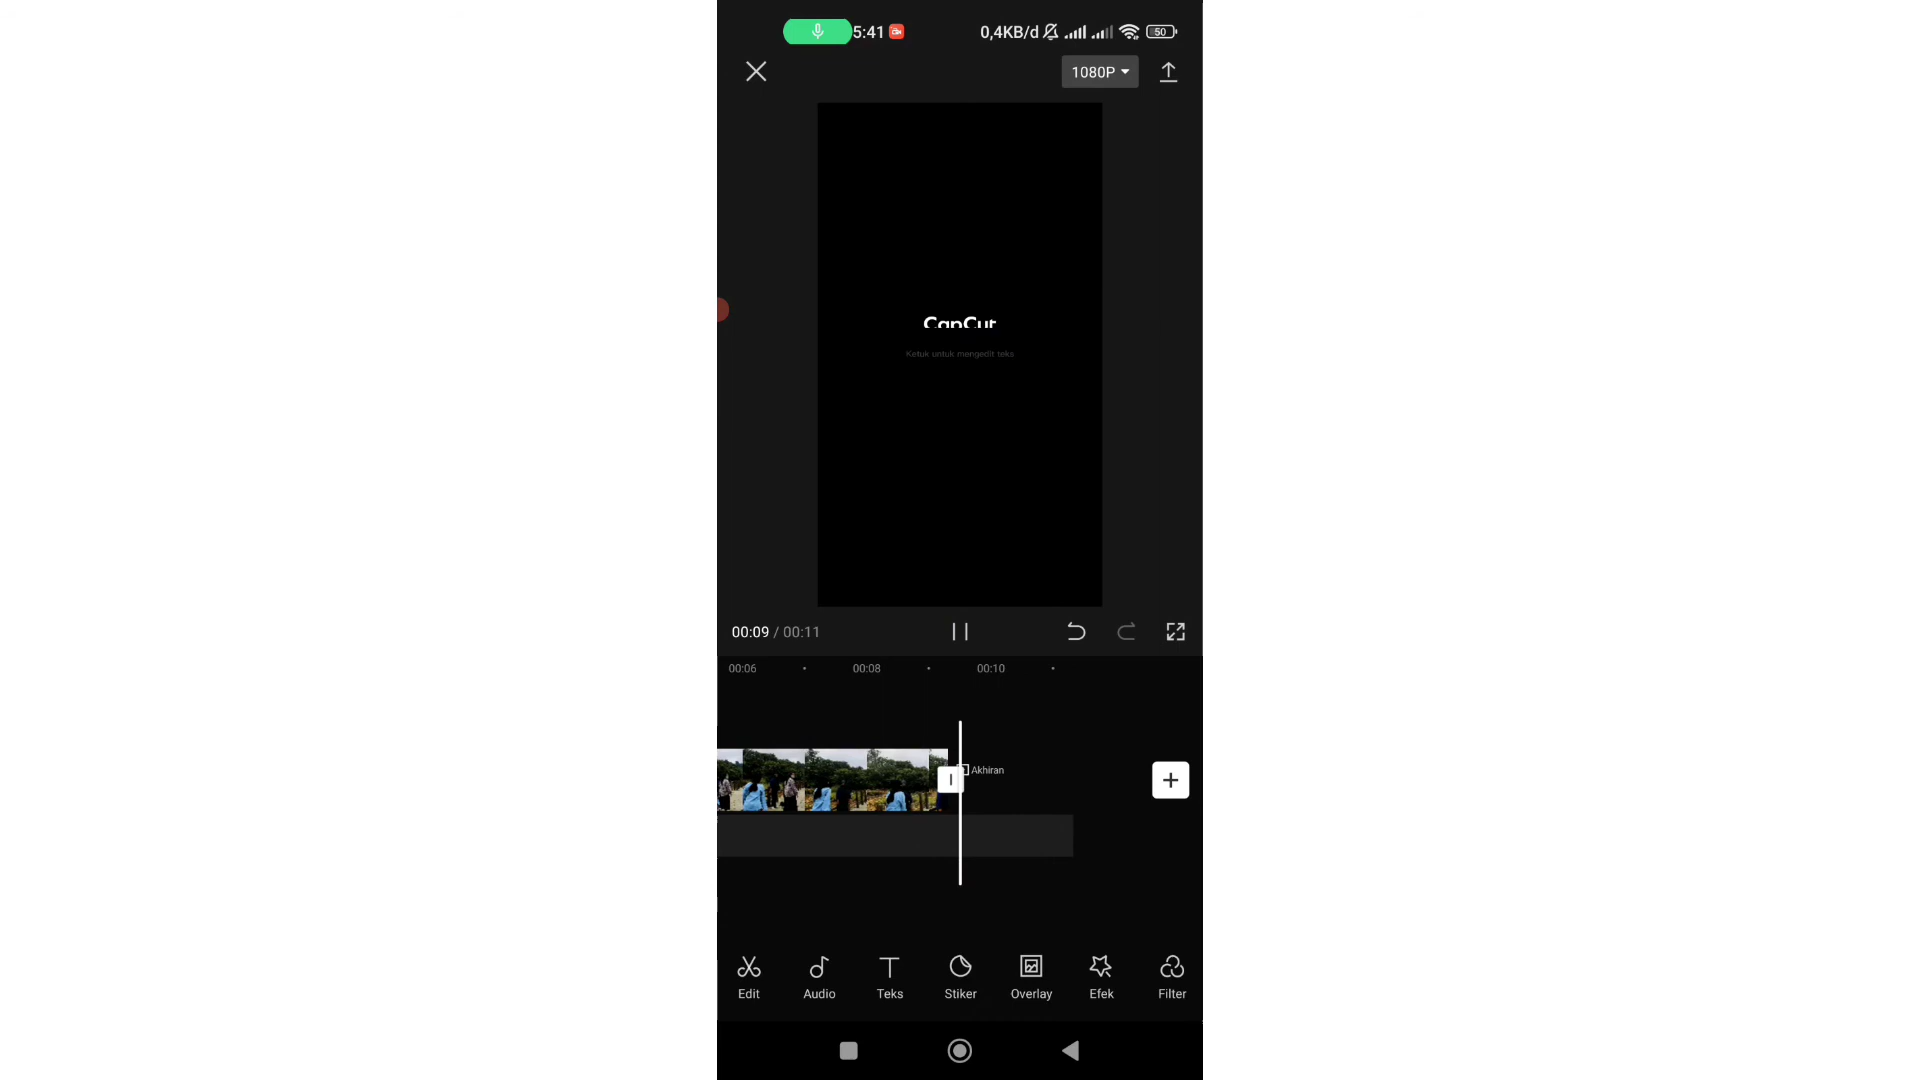 5:41 0,4KB/d 50
1080P
CapCut
Ketuk untuk mengedit teks
00:09 / 00:11
00:06 00:08 00:10
Akhiran
Edit Audio Teks Stiker Overlay Efek Filter